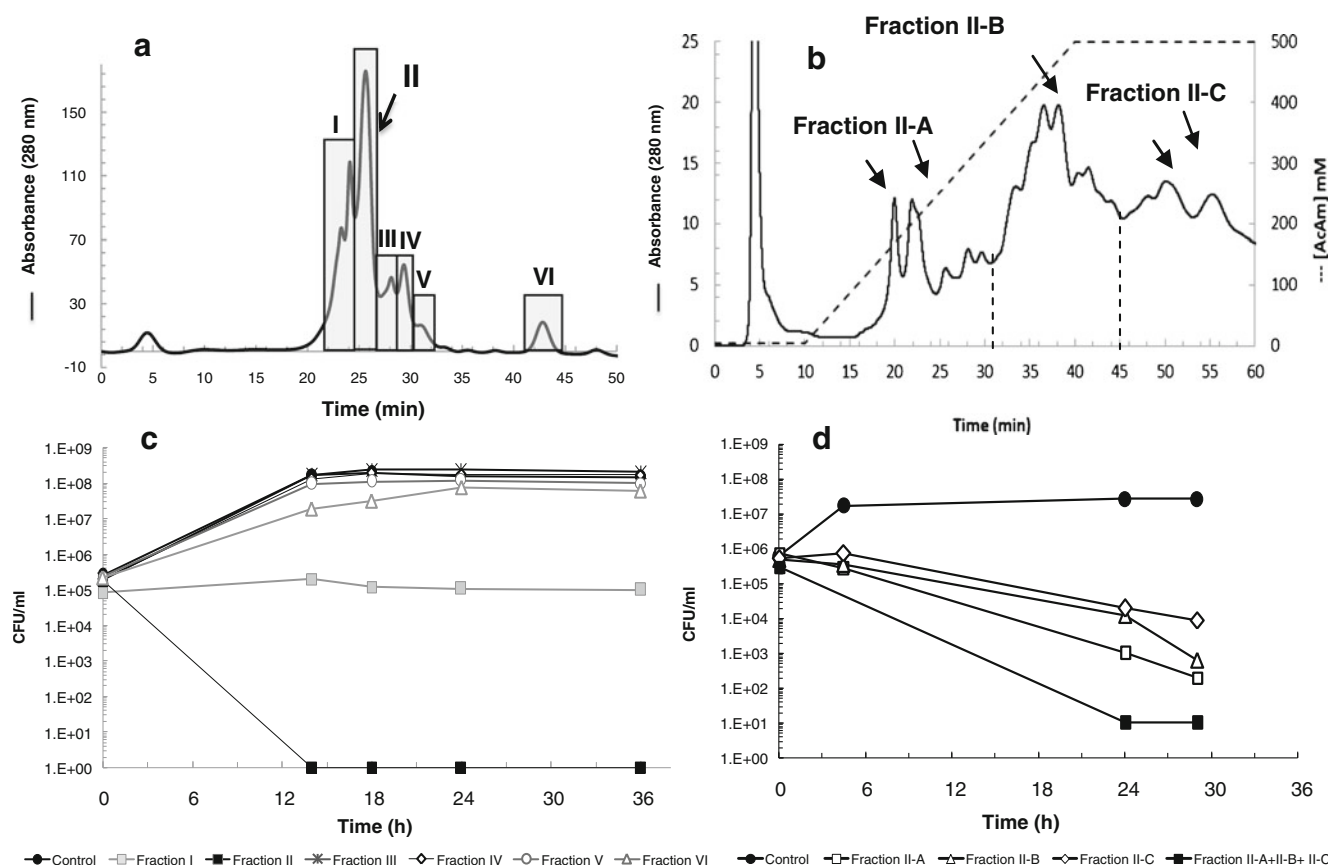 a
Absorbance (280 nm)
150
110
70
30
-10
I
II
III
IV
V
VI
0
5
10
15
20
25
30
35
40
45
50
Time (min)
b
Fraction II-B
Fraction II-A
Fraction II-C
Absorbance (280 nm)
25
20
15
10
5
0
500
400
300
200
100
0
--- [AcAm] mM
0
5
10
15
20
25
30
35
40
45
50
55
60
Time (min)
c
CFU/ml
1.E+09
1.E+08
1.E+07
1.E+06
1.E+05
1.E+04
1.E+03
1.E+02
1.E+01
1.E+00
0
6
12
18
24
30
36
Time (h)
Control
Fraction I
Fraction II
Fraction III
Fraction IV
Fraction V
Fraction VI
d
CFU/ml
1.E+09
1.E+08
1.E+07
1.E+06
1.E+05
1.E+04
1.E+03
1.E+02
1.E+01
1.E+00
0
6
12
18
24
30
36
Time (h)
Control
Fraction II-A
Fraction II-B
Fraction II-C
Fraction II-A+II-B+ II-C